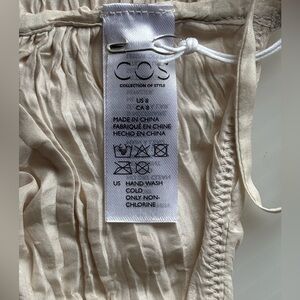 COS
COLLECTION OF STYLE
US 8
CA 8
MADE IN CHINA
FABRIQUÉ EN CHINE
HECHO EN CHINA
US HAND WASH
COLD
ONLY NON-
CHLORINE